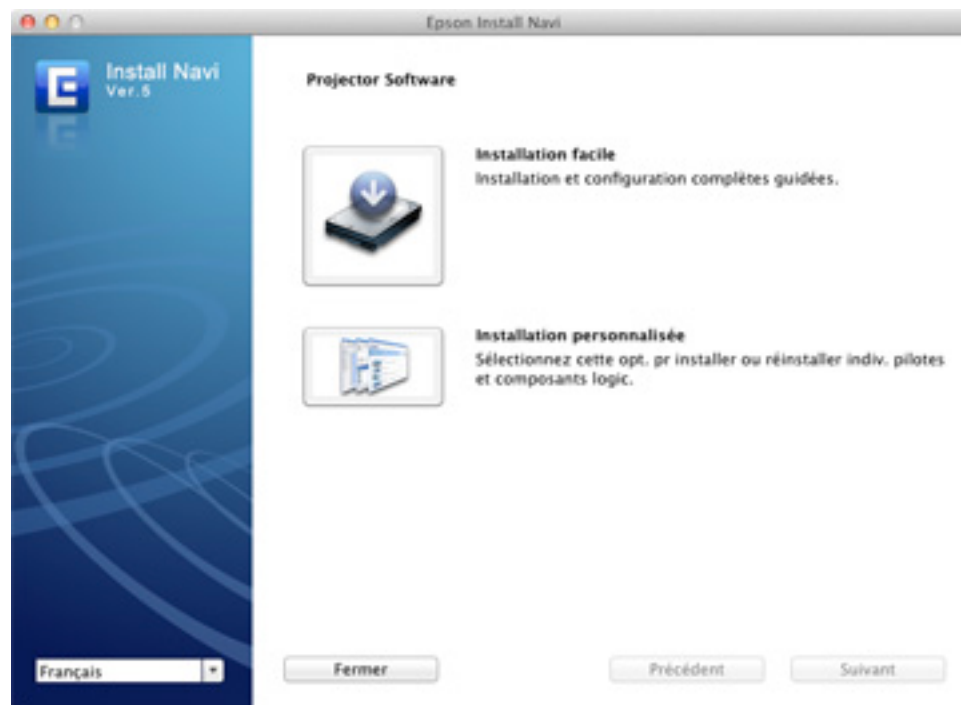 Epson Install Navi
Install Navi
Ver.5
Projector Software
Installation facile
Installation et configuration complètes guidées.
Installation personnalisée
Sélectionnez cette opt. pr installer ou réinstaller indiv. pilotes
et composants logic.
Français
Fermer
Précédent
Suivant